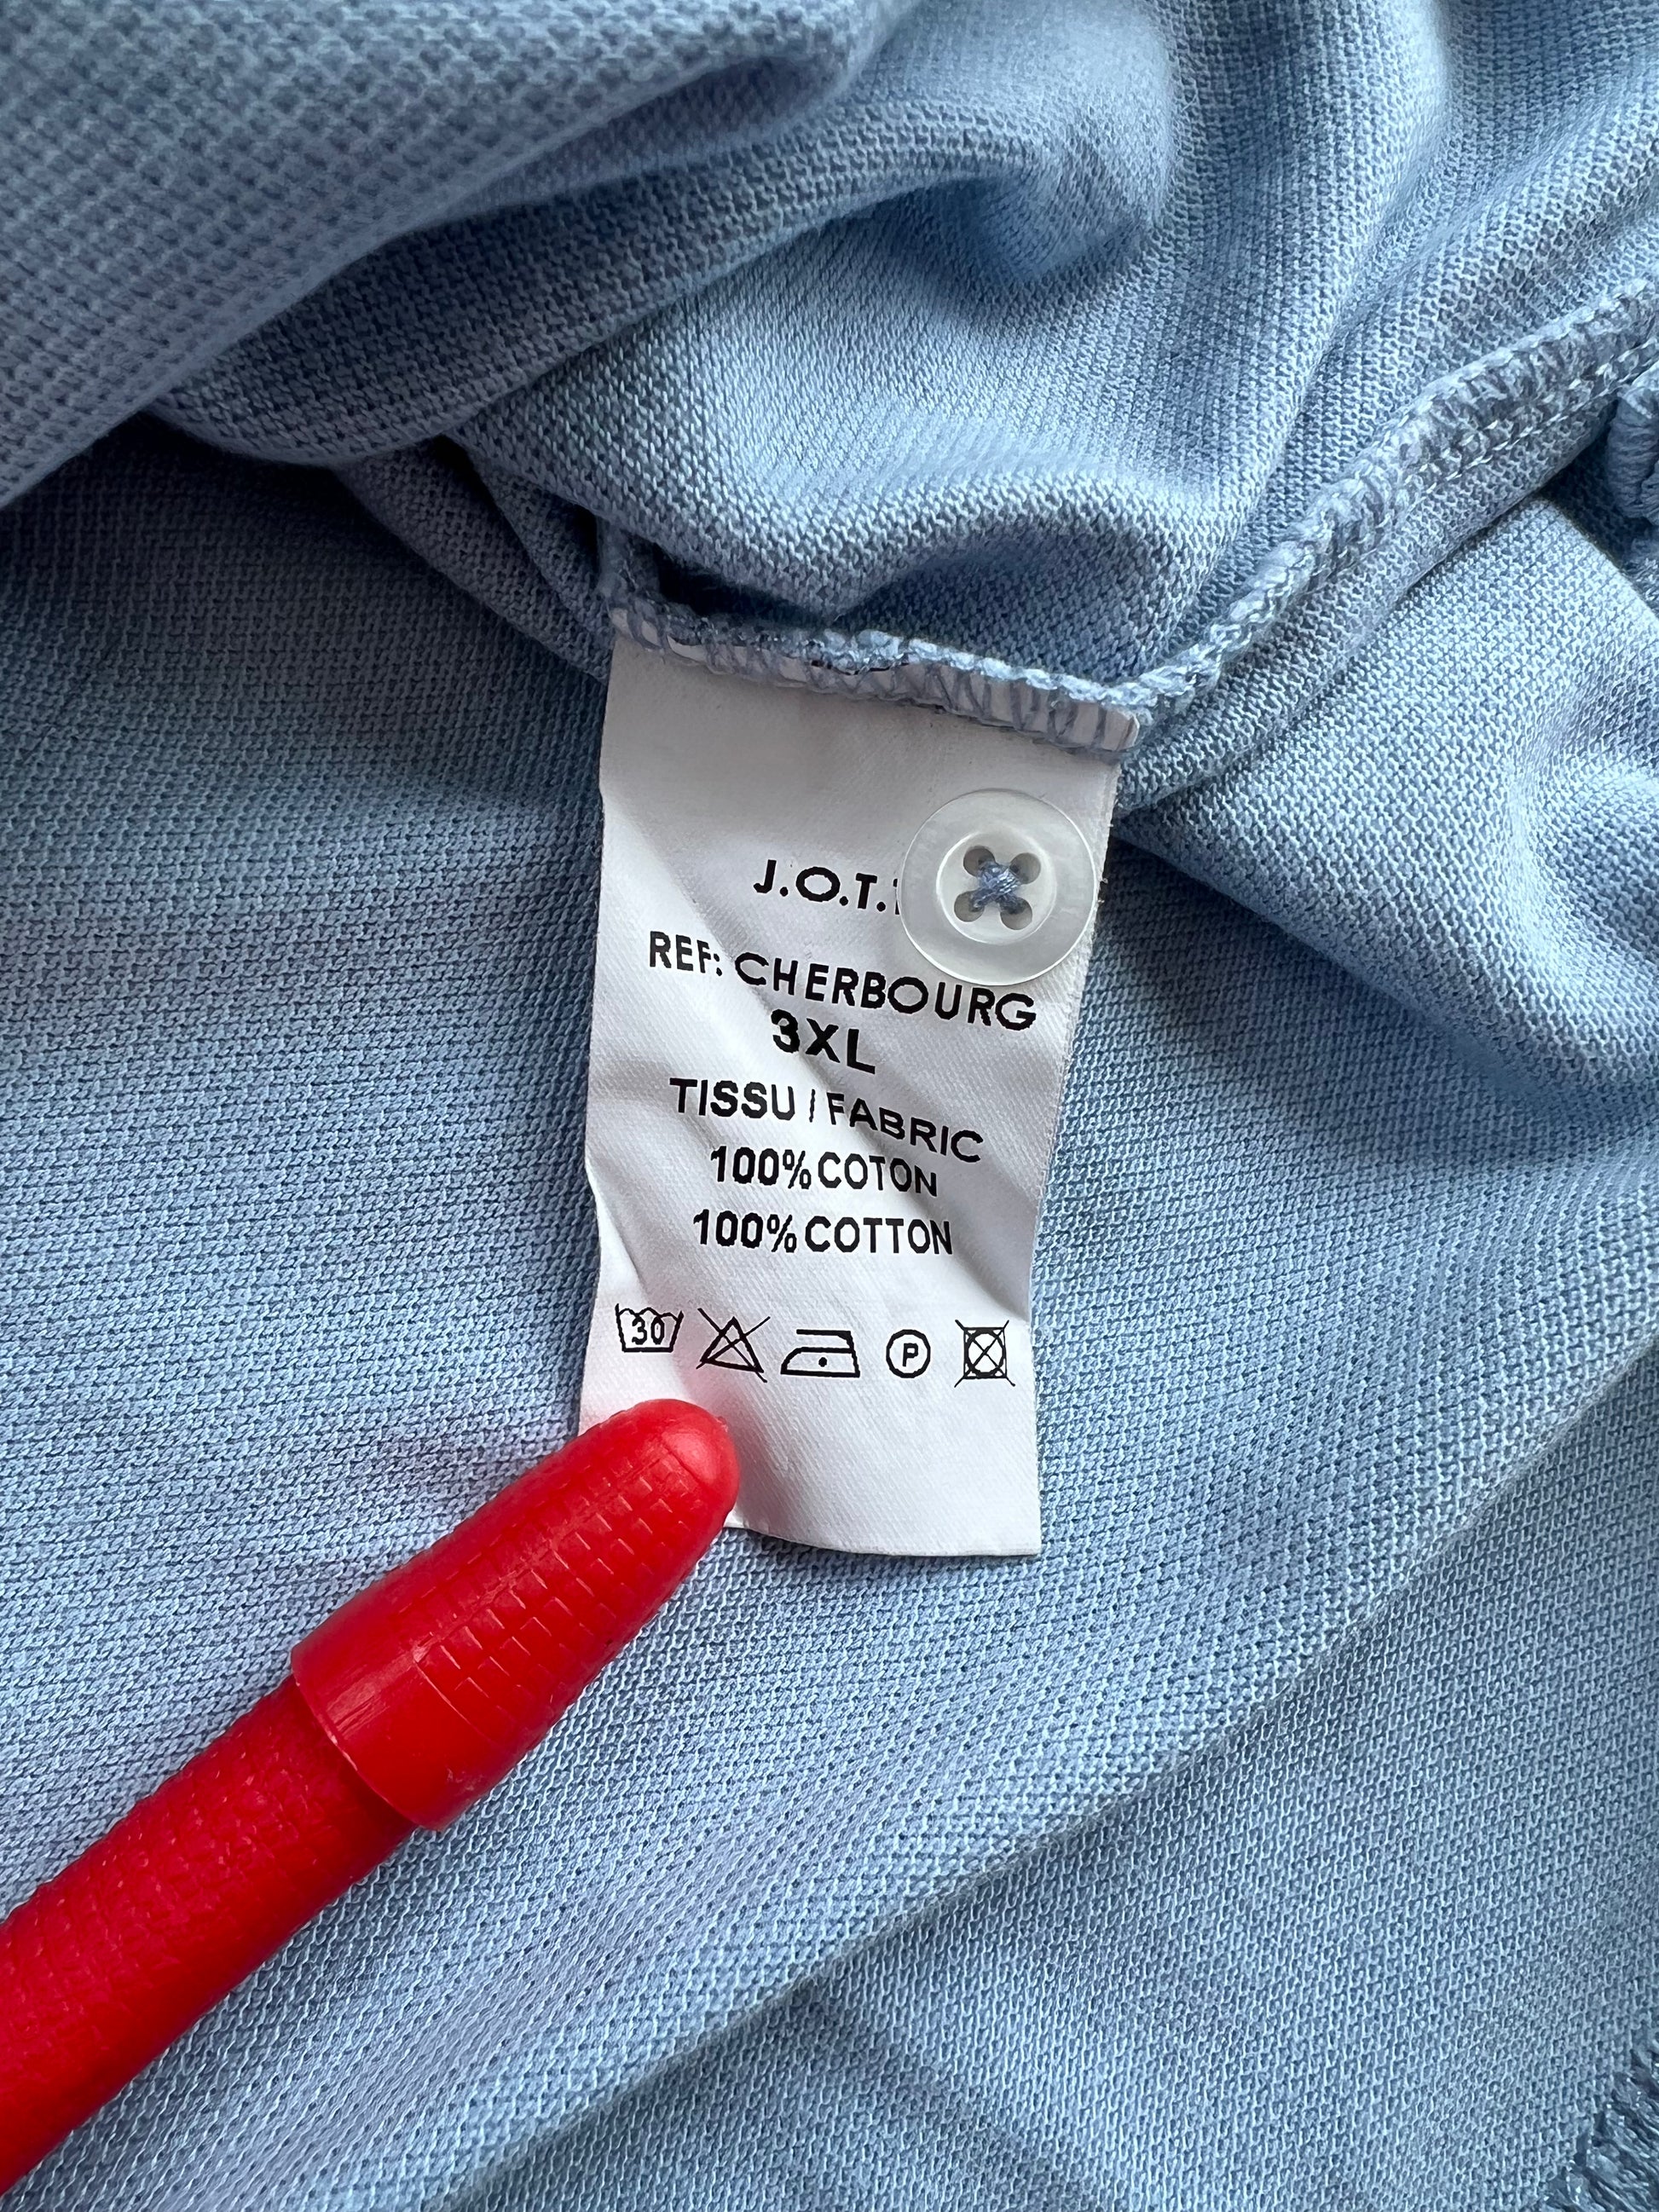 J.O.T.
REF: CHERBOURG
3XL
TISSU / FABRIC
100% COTON
100% COTTON
30
P